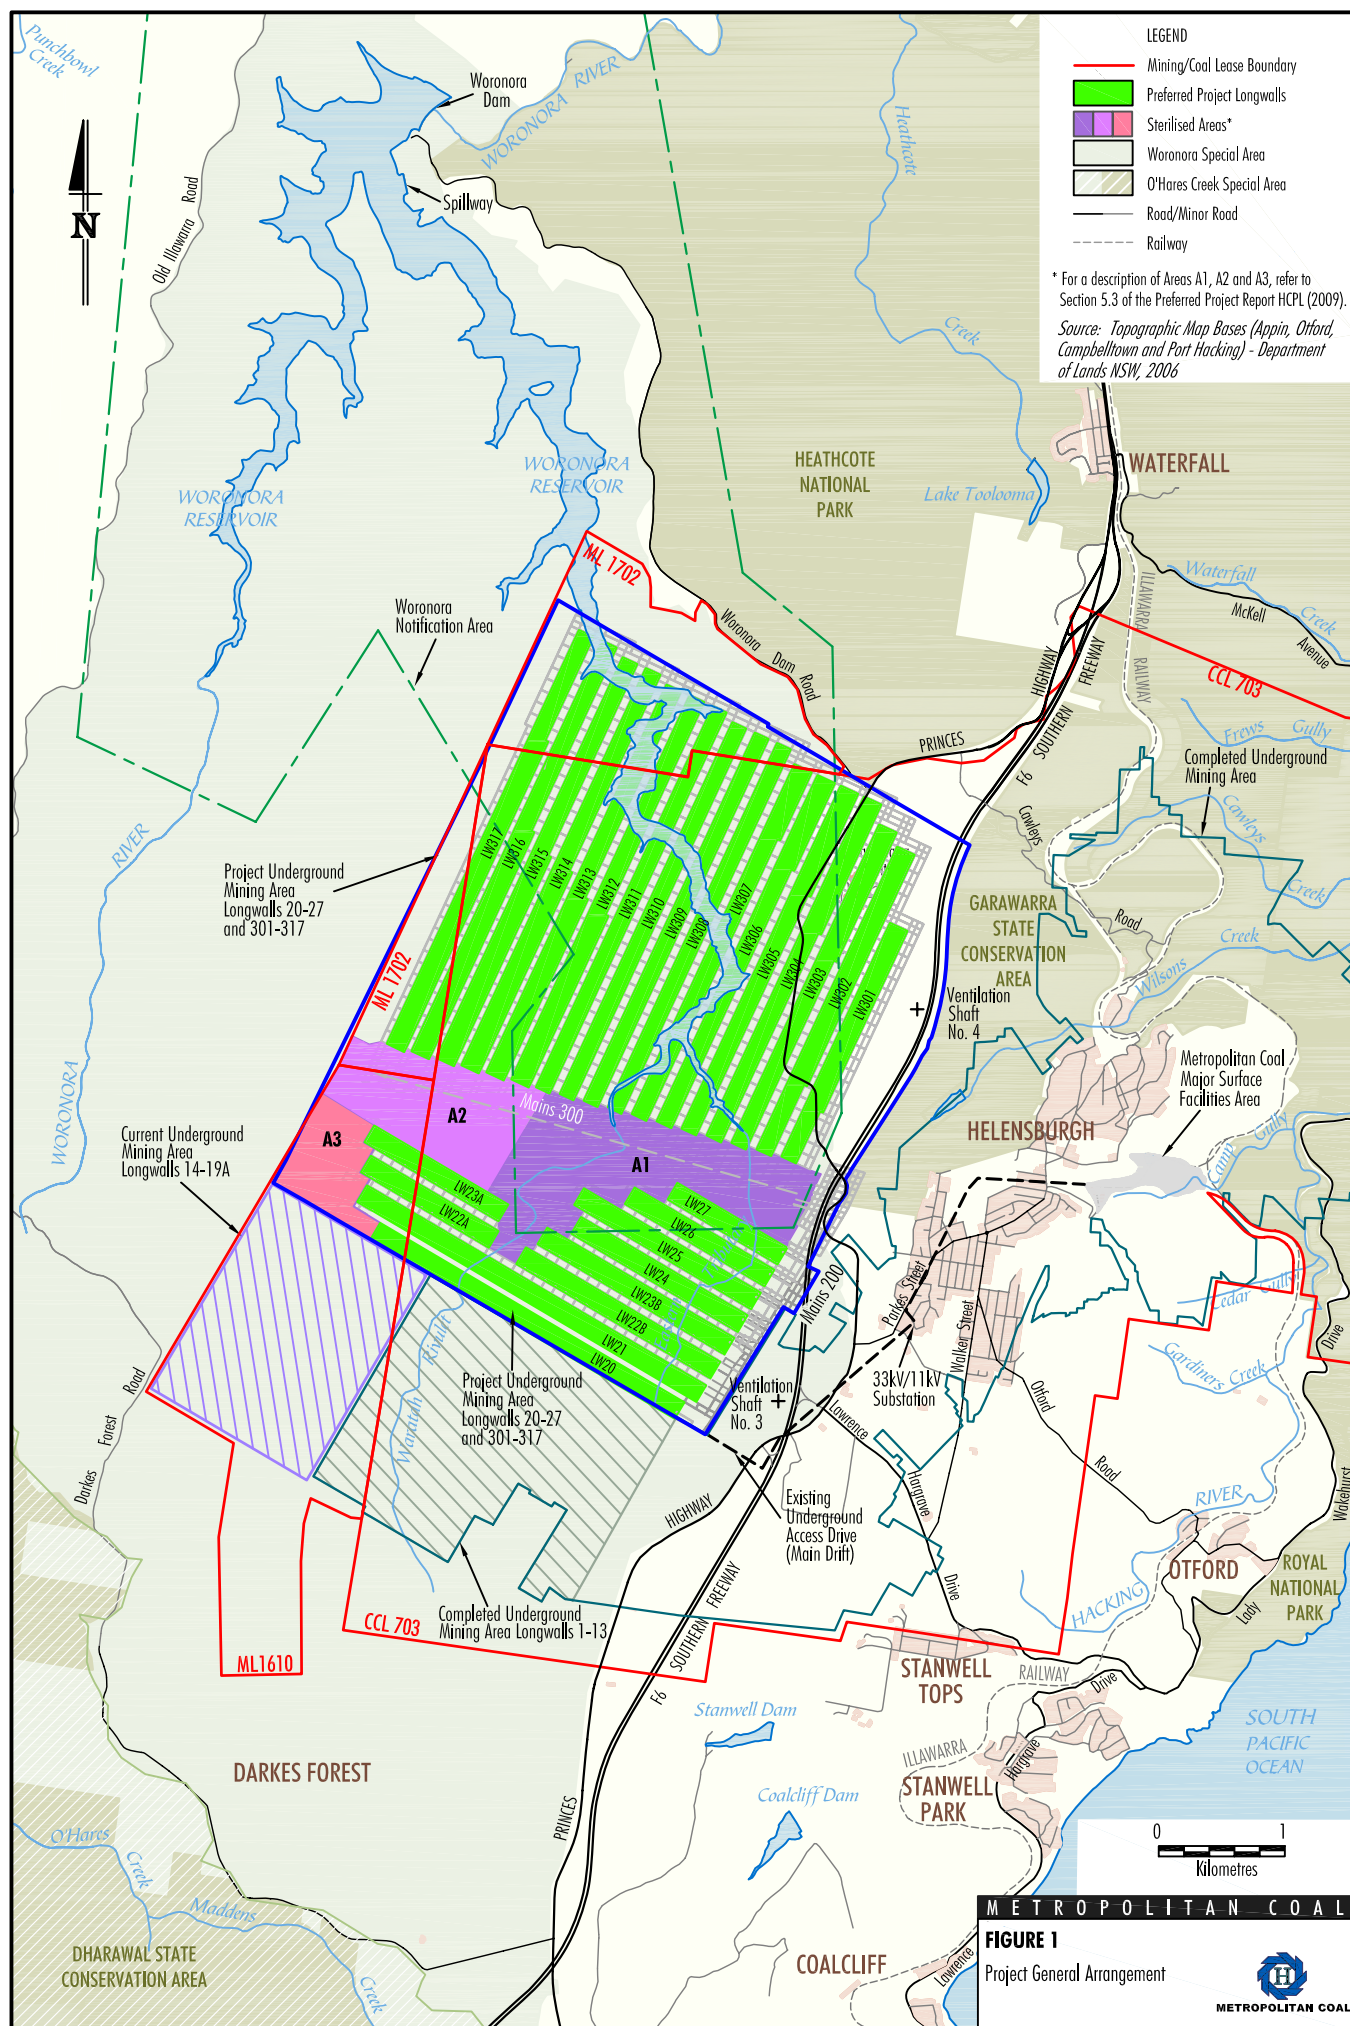 LEGEND
Mining/Coal Lease Boundary
Preferred Project Longwalls
Sterilised Areas*
Woronora Special Area
O'Hares Creek Special Area
Road/Minor Road
Railway
* For a description of Areas A1, A2 and A3, refer to
Section 5.3 of the Preferred Project Report HCPL (2009).
Source: Topographic Map Bases (Appin, Otford,
Campbelltown and Port Hacking) - Department
of Lands NSW, 2006
Punchbowl
Creek
Woronora
Dam
WORONORA RIVER
Heathcote
Creek
Spillway
N
Old Illawarra Road
WORONORA
RESERVOIR
WORONORA
RESERVOIR
HEATHCOTE
NATIONAL
PARK
Lake Toolooma
WATERFALL
ML 1702
Woronora
Notification Area
Woronora Dam Road
Waterfall
Creek
McKell
Avenue
ILLAWARRA
RAILWAY
HIGHWAY
FREEWAY
CCL 703
PRINCES
SOUTHERN
F6
Frews Gully
Completed Underground
Mining Area
Cawleys
Creek
Cawleys
Road
RIVER
Project Underground
Mining Area
Longwalls 20-27
and 301-317
LW317
LW316
LW315
LW314
LW313
LW312
LW311
LW310
LW309
LW308
LW307
LW306
LW305
LW304
LW303
LW302
LW301
GARAWARRA
STATE
CONSERVATION
AREA
Wilsons
Creek
ML 1702
Ventilation
Shaft
No. 4
Metropolitan Coal
Major Surface
Facilities Area
WORONORA
Mains 300
A2
A3
A1
HELENSBURGH
Camp
Gully
Current Underground
Mining Area
Longwalls 14-19A
LW23A
LW22A
LW27
LW26
LW25
LW24
LW23B
LW22B
LW21
LW20
Mains 200
Parkes Street
Walker Street
Cedar Gully
Drive
Gardiners Creek
Waratah
Rivulet
Project Underground
Mining Area
Longwalls 20-27
and 301-317
Ventilation
Shaft
No. 3
33kV/11kV
Substation
Lawrence
Hargrave
Drive
Otford
Road
Road
Forest
Darkes
HIGHWAY
Existing
Underground
Access Drive
(Main Drift)
RIVER
HACKING
Wakehurst
OTFORD
ROYAL
NATIONAL
PARK
Lady
FREEWAY
SOUTHERN
F6
Completed Underground
Mining Area Longwalls 1-13
CCL 703
ML1610
STANWELL
TOPS
RAILWAY
Drive
Stanwell Dam
SOUTH
PACIFIC
OCEAN
ILLAWARRA
Hargrave
STANWELL
PARK
DARKES FOREST
Coalcliff Dam
PRINCES
0 1
Kilometres
O'Hares
Creek
Maddens
Creek
DHARAWAL STATE
CONSERVATION AREA
COALCLIFF
Lawrence
METROPOLITAN COAL
FIGURE 1
Project General Arrangement
H
METROPOLITAN COAL